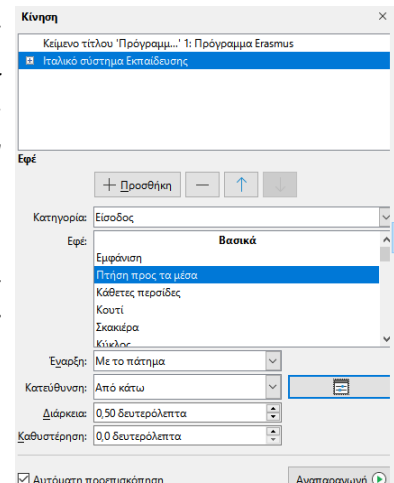 Κίνηση
Κείμενο τίτλου 'Πρόγραμμ...' 1: Πρόγραμμα Erasmus
Ιταλικό σύστημα Εκπαίδευσης
Εφέ
Προσθήκη
Κατηγορία: Είσοδος
Εφέ: Βασικά
Εμφάνιση
Πτήση προς τα μέσα
Κάθετες περσίδες
Κουτί
Σκακιέρα
Κύκλος
Έναρξη: Με το πάτημα
Κατεύθυνση: Από κάτω
Διάρκεια: 0,50 δευτερόλεπτα
Καθυστέρηση: 0,0 δευτερόλεπτα
Αυτόματη προεπισκόπηση Αναπαραγωγή